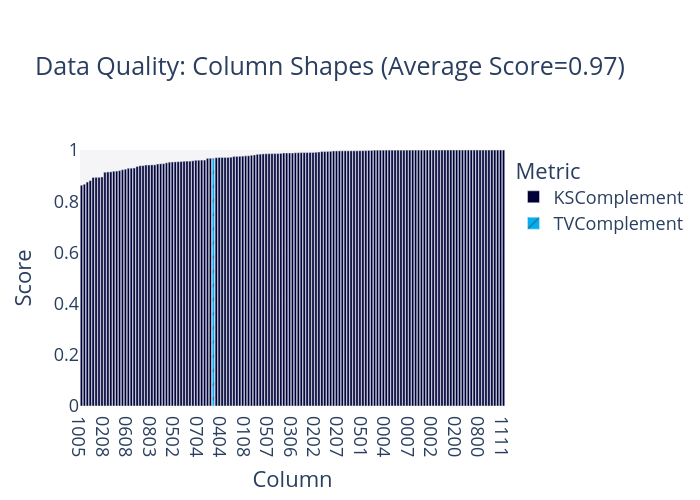 Data Quality: Column Shapes (Average Score=0.97)
Metric
KSComplement
TVComplement
Score
1
0.8
0.6
0.4
0.2
0
1005 0208 0608 0803 0502 0704 0404 0108 0507 0306 0202 0207 0501 0004 0007 0002 0200 0800 1111
Column